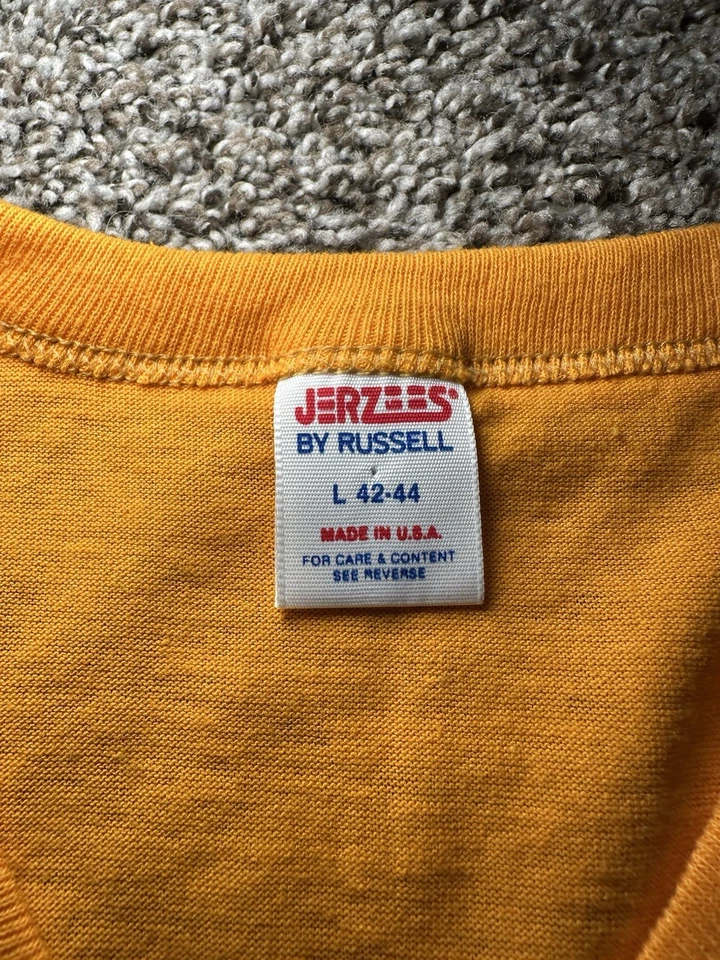 JERZEES®
BY RUSSELL
L 42-44
MADE IN U.S.A.
FOR CARE & CONTENT
SEE REVERSE